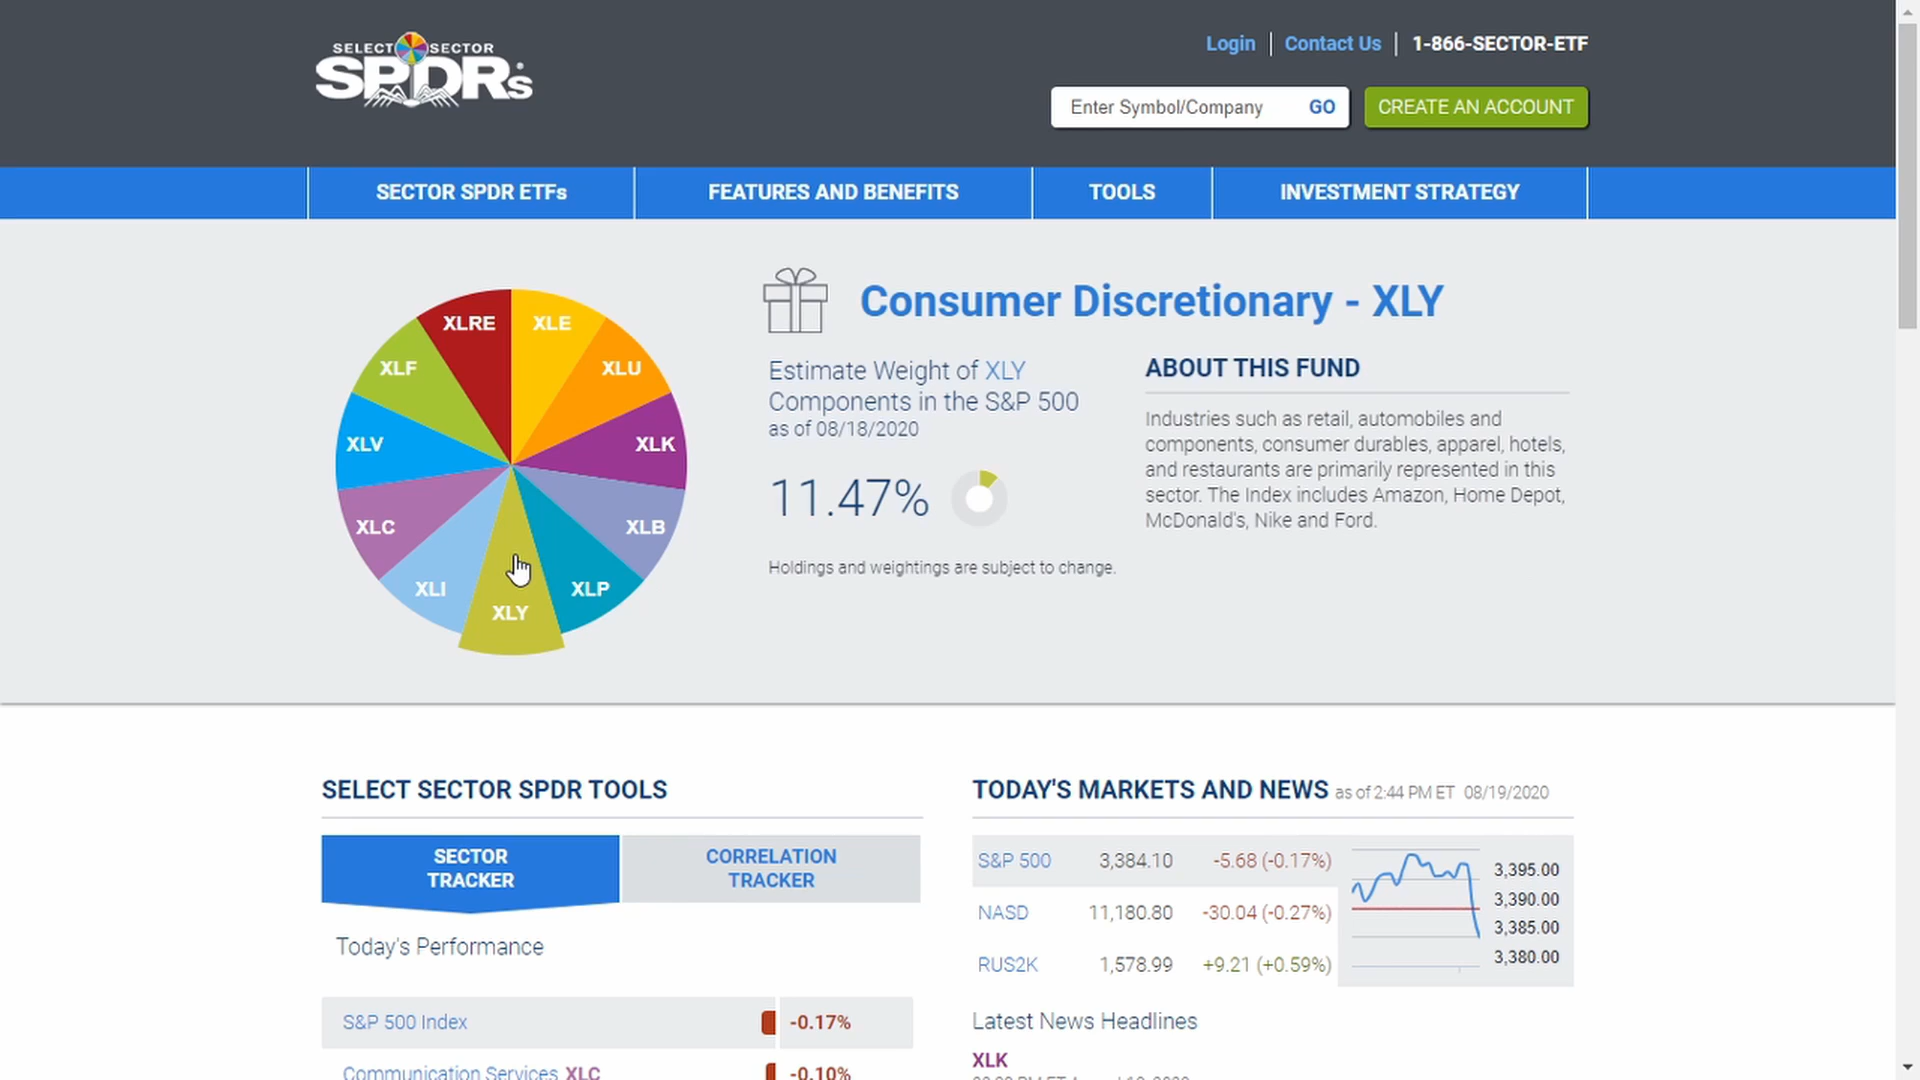 SELECT SECTOR
SPDRs
Login
Contact Us
1-866-SECTOR-ETF
Enter Symbol/Company
GO
CREATE AN ACCOUNT
SECTOR SPDR ETFs
FEATURES AND BENEFITS
TOOLS
INVESTMENT STRATEGY
XLRE
XLE
XLF
XLU
XLV
XLK
XLC
XLB
XLI
XLP
XLY
Consumer Discretionary - XLY
Estimate Weight of XLY
Components in the S&P 500
as of 08/18/2020
11.47%
Holdings and weightings are subject to change.
ABOUT THIS FUND
Industries such as retail, automobiles and
components, consumer durables, apparel, hotels,
and restaurants are primarily represented in this
sector. The Index includes Amazon, Home Depot,
McDonald's, Nike and Ford.
SELECT SECTOR SPDR TOOLS
SECTOR
TRACKER
CORRELATION
TRACKER
Today's Performance
S&P 500 Index -0.17%
Communication Services XLC -0.10%
TODAY'S MARKETS AND NEWS as of 2:44 PM ET 08/19/2020
S&P 500 3,384.10 -5.68 (-0.17%)
NASD 11,180.80 -30.04 (-0.27%)
RUS2K 1,578.99 +9.21 (+0.59%)
3,395.00
3,390.00
3,385.00
3,380.00
Latest News Headlines
XLK